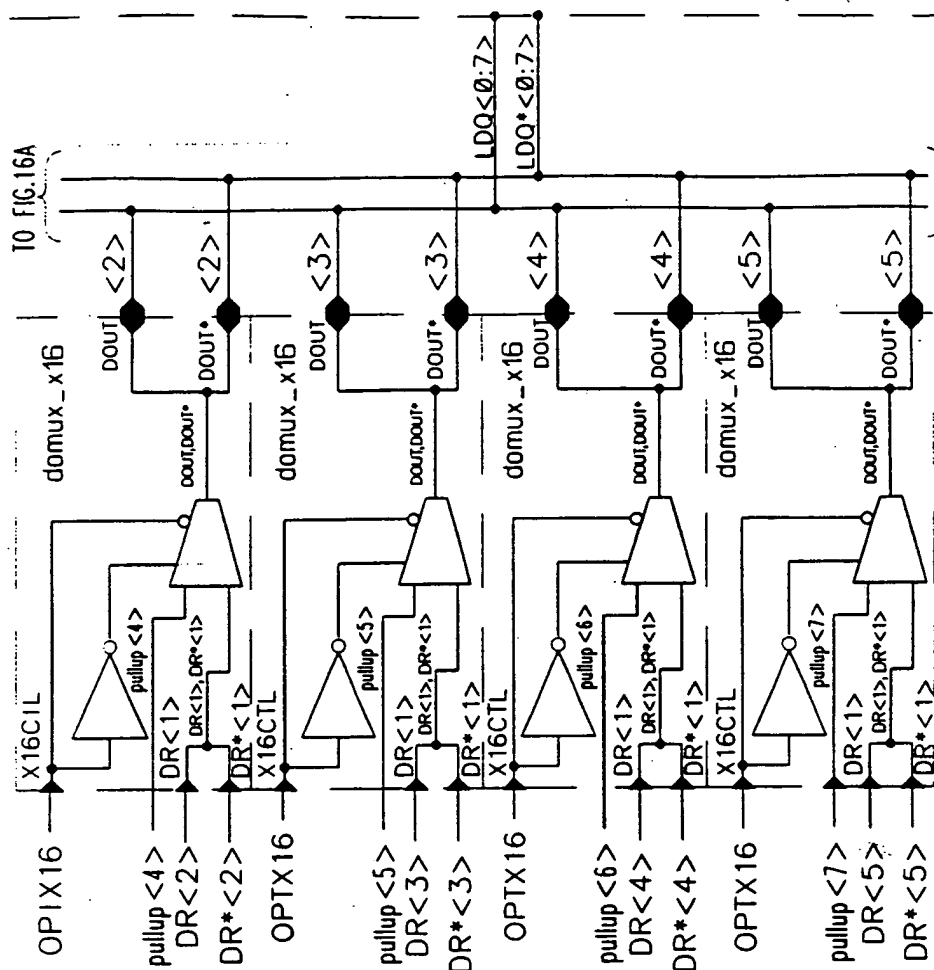 TO FIG.16A
LDQ<0:7>
LDQ*<0:7>
<2>
<2>
<3>
<3>
<4>
<4>
<5>
<5>
domux_x16
DOUT
DOUT*
domux_x16
DOUT
DOUT*
domux_x16
DOUT
DOUT*
domux_x16
DOUT
DOUT*
DOUT,DOUT*
DOUT,DOUT*
DOUT,DOUT*
DOUT,DOUT*
X16CTL
pullup<4>
DR<1>
DR<1>,DR*<1>
DR*<1>
X16CTL
pullup<5>
DR<1>
DR<1>,DR*<1>
DR*<1>
X16CTL
pullup<6>
DR<1>
DR<1>,DR*<1>
DR*<1>
X16CTL
pullup<7>
DR<1>
DR<1>,DR*<1>
DR*<1>
OPTX16
pullup<4>
DR<2>
DR*<2>
OPTX16
pullup<5>
DR<3>
DR*<3>
OPTX16
pullup<6>
DR<4>
DR*<4>
OPTX16
pullup<7>
DR<5>
DR*<5>